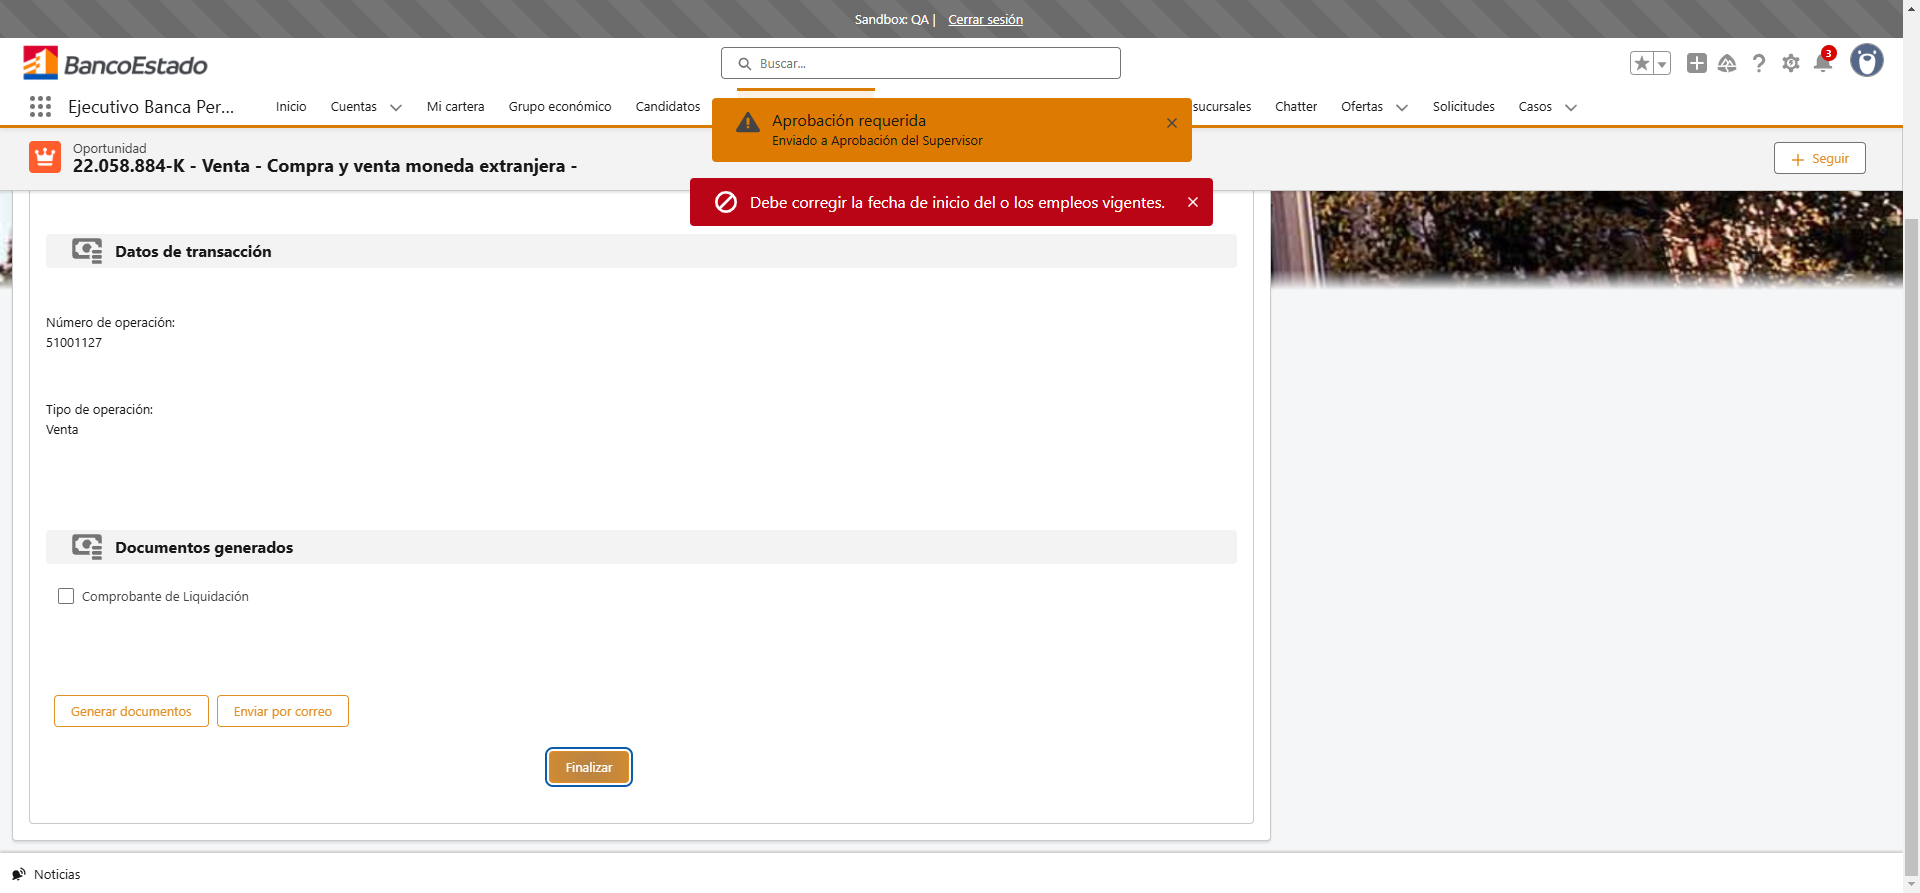 Sandbox: QA | Cerrar sesión
BancoEstado
Buscar...
3
Ejecutivo Banca Per...
Inicio
Cuentas
Mi cartera
Grupo económico
Candidatos
sucursales
Chatter
Ofertas
Solicitudes
Casos
Aprobación requerida
Enviado a Aprobación del Supervisor
Oportunidad
22.058.884-K - Venta - Compra y venta moneda extranjera -
Seguir
Debe corregir la fecha de inicio del o los empleos vigentes.
Datos de transacción
Número de operación:
51001127
Tipo de operación:
Venta
Documentos generados
Comprobante de Liquidación
Generar documentos
Enviar por correo
Finalizar
Noticias